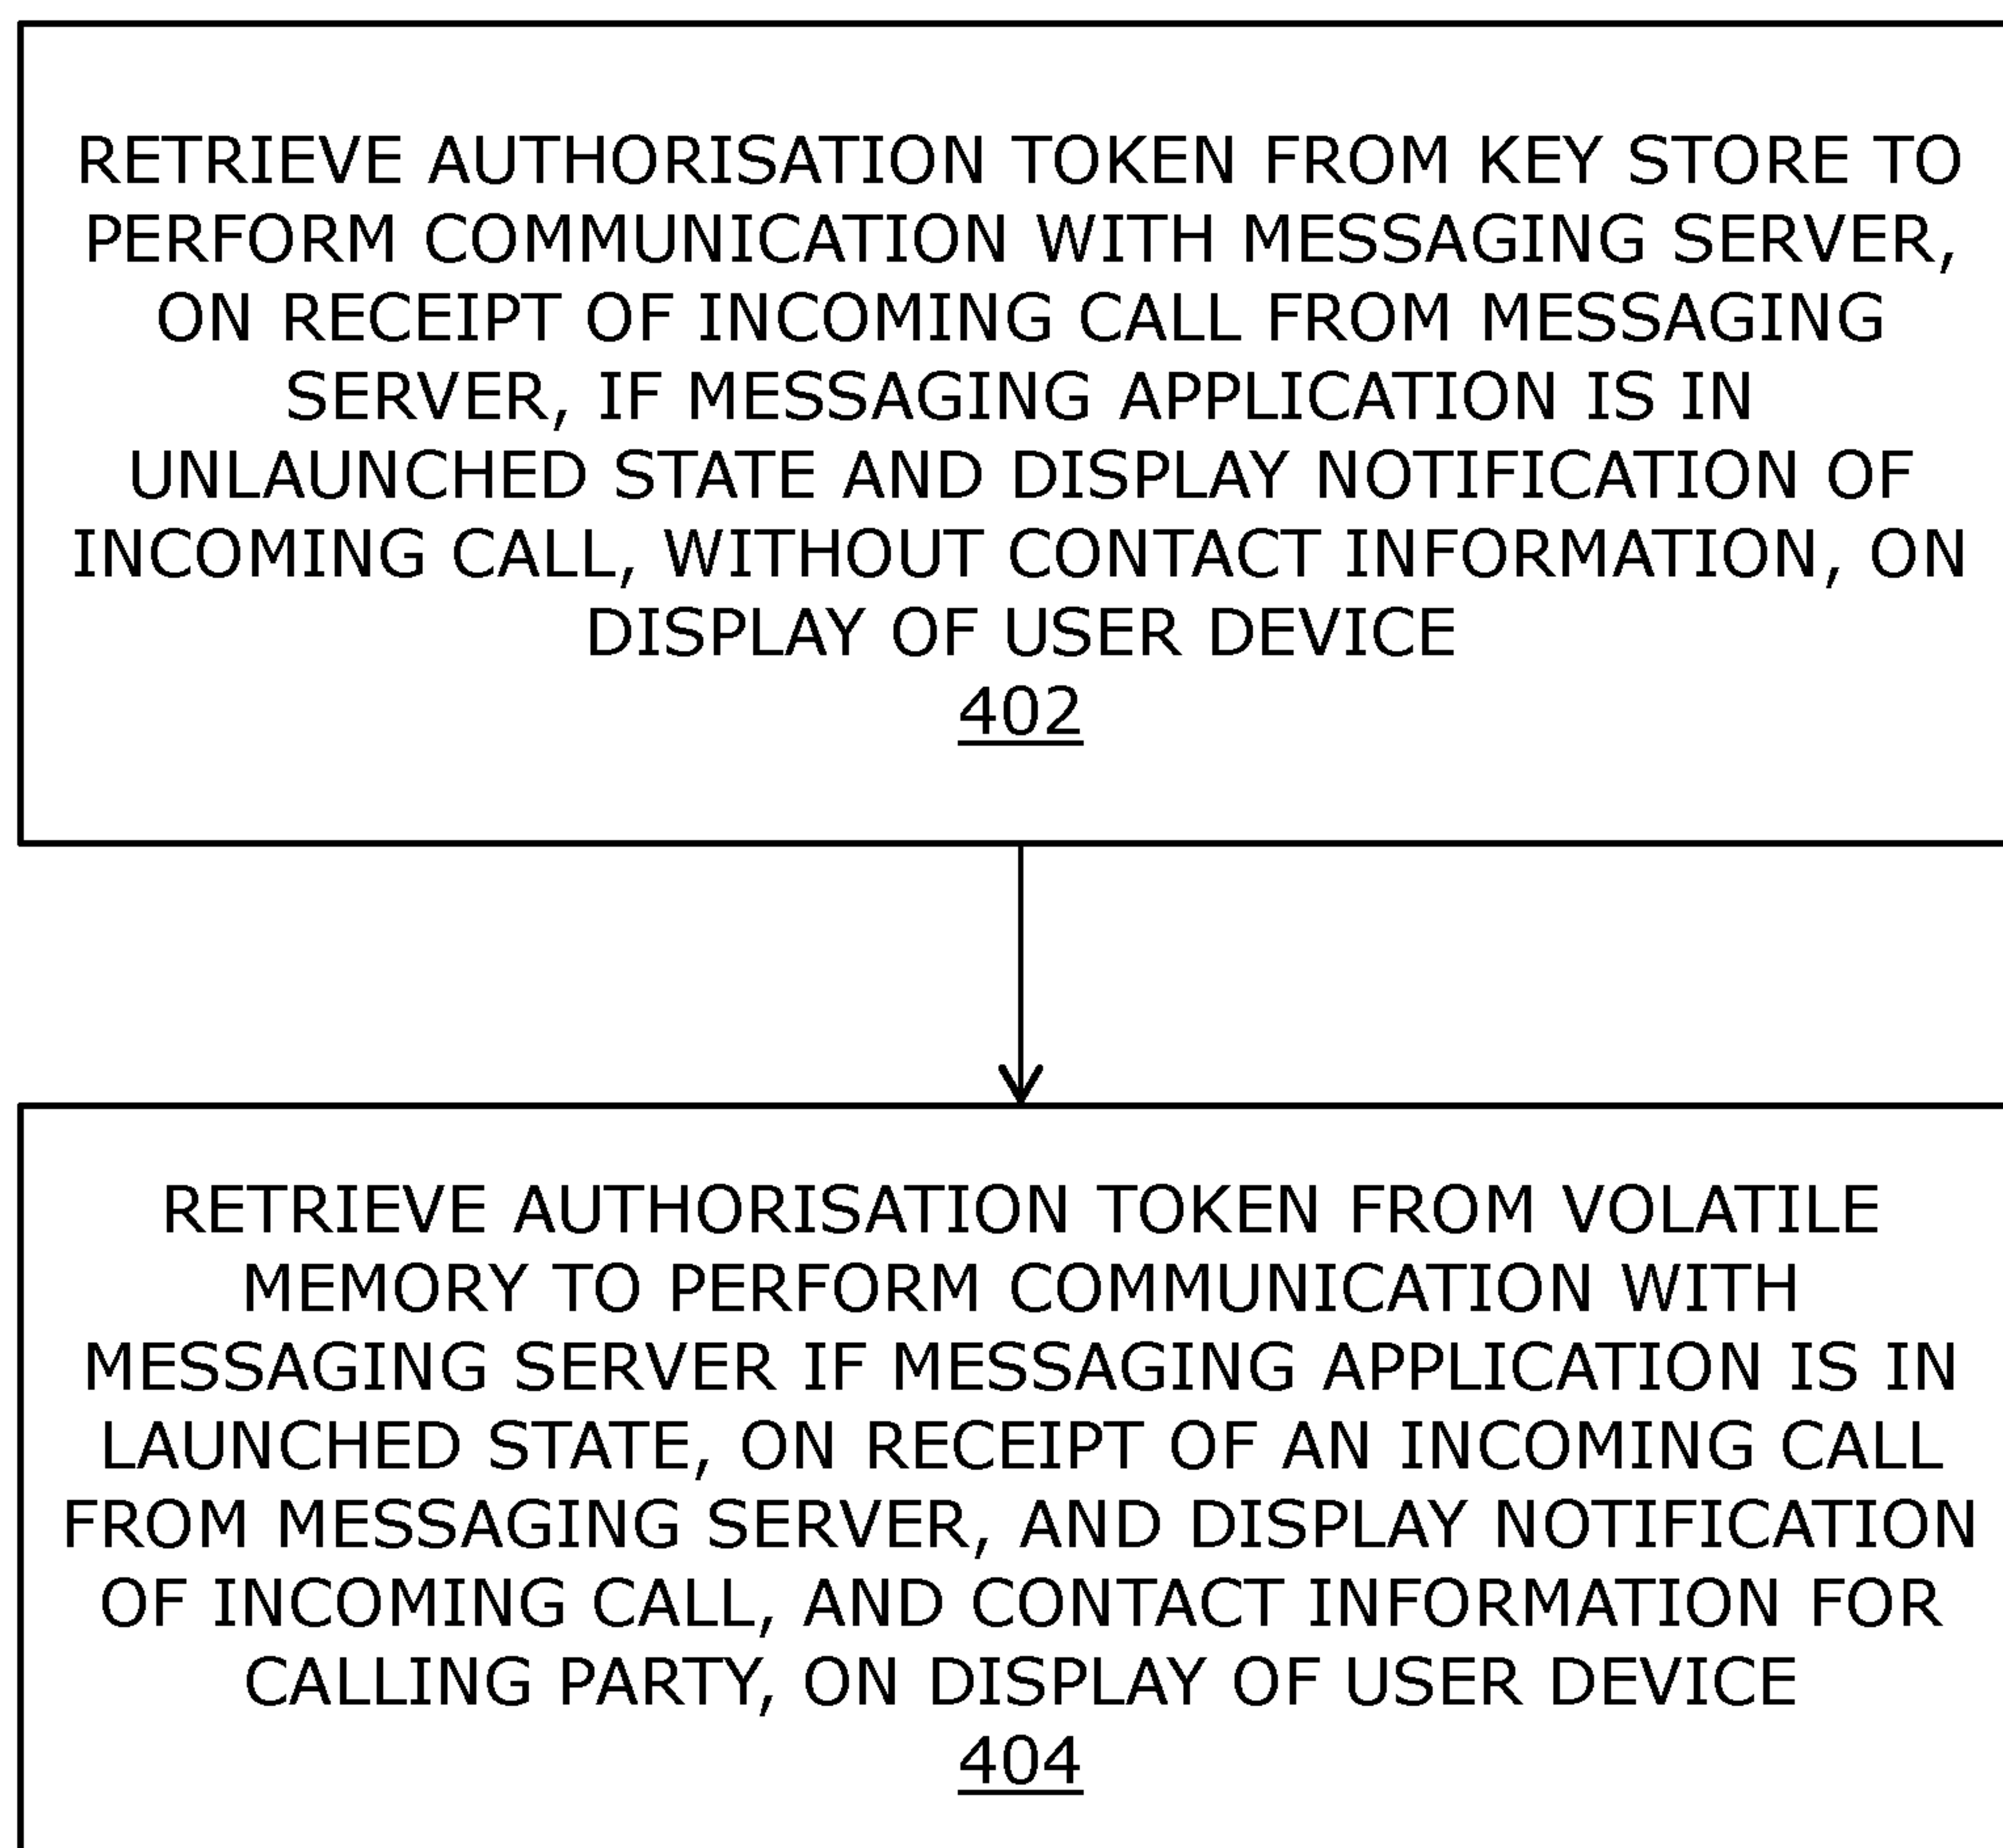 RETRIEVE AUTHORISATION TOKEN FROM KEY STORE TO
PERFORM COMMUNICATION WITH MESSAGING SERVER,
ON RECEIPT OF INCOMING CALL FROM MESSAGING
SERVER, IF MESSAGING APPLICATION IS IN
UNLAUNCHED STATE AND DISPLAY NOTIFICATION OF
INCOMING CALL, WITHOUT CONTACT INFORMATION, ON
DISPLAY OF USER DEVICE
402
RETRIEVE AUTHORISATION TOKEN FROM VOLATILE
MEMORY TO PERFORM COMMUNICATION WITH
MESSAGING SERVER IF MESSAGING APPLICATION IS IN
LAUNCHED STATE, ON RECEIPT OF AN INCOMING CALL
FROM MESSAGING SERVER, AND DISPLAY NOTIFICATION
OF INCOMING CALL, AND CONTACT INFORMATION FOR
CALLING PARTY, ON DISPLAY OF USER DEVICE
404